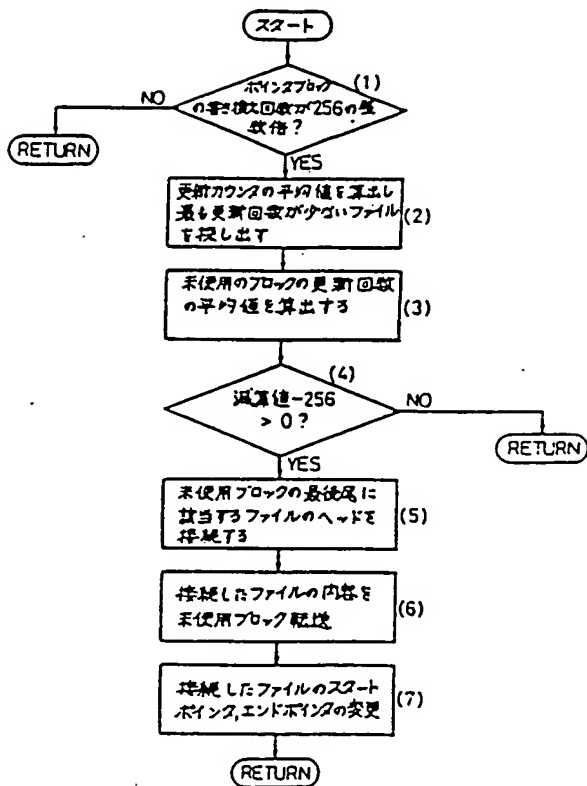 スタート
(1)
ポインタブロック
の書き換え回数が256の整
数倍?
NO
RETURN
YES
更新カウンタの平均値を算出し
最も更新回数が少ないファイル
を探し出す
(2)
未使用のブロックの更新回数
の平均値を算出する
(3)
(4)
減算値-256
> 0?
NO
RETURN
YES
未使用ブロックの最後尾に
該当するファイルのヘッドを
接続する
(5)
接続したファイルの内容を
未使用ブロック転送
(6)
接続したファイルのスタート
ポインタ,エンドポインタの変更
(7)
RETURN